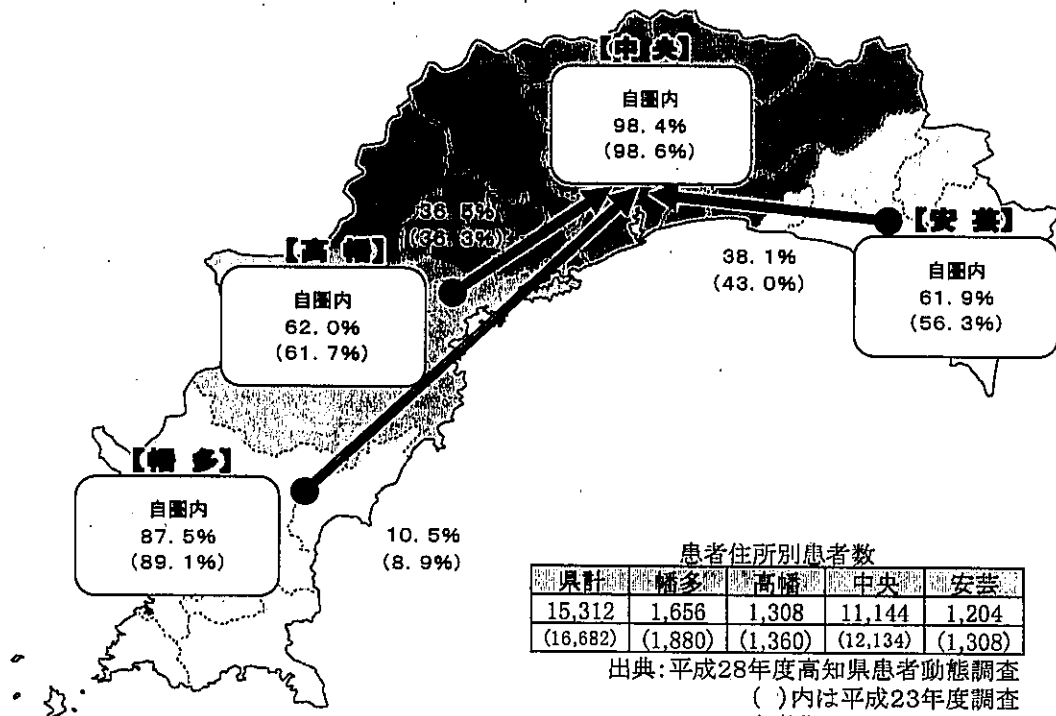 【中央】
自圏内
98.4%
(98.6%)
36.5%
(36.3%)
【高幡】
自圏内
62.0%
(61.7%)
【安芸】
自圏内
61.9%
(56.3%)
38.1%
(43.0%)
【幡多】
自圏内
87.5%
(89.1%)
10.5%
(8.9%)
患者住所別患者数
県計 幡多 高幡 中央 安芸
15,312 1,656 1,308 11,144 1,204
(16,682) (1,880) (1,360) (12,134) (1,308)
出典:平成28年度高知県患者動態調査
( )内は平成23年度調査